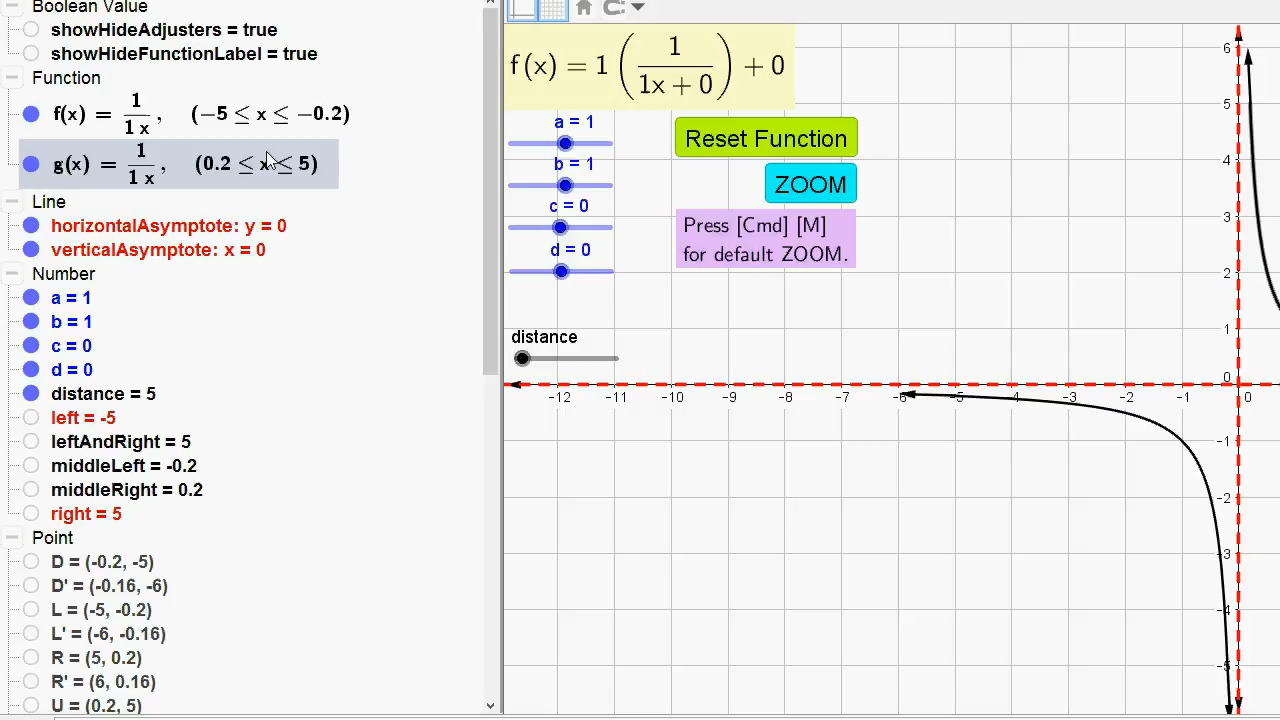 Boolean Value
showHideAdjusters = true
showHideFunctionLabel = true
Function
f(x) = 1/(1 x), (−5 ≤ x ≤ −0.2)
g(x) = 1/(1 x), (0.2 ≤ x ≤ 5)
Line
horizontalAsymptote: y = 0
verticalAsymptote: x = 0
Number
a = 1
b = 1
c = 0
d = 0
distance = 5
left = -5
leftAndRight = 5
middleLeft = -0.2
middleRight = 0.2
right = 5
Point
D = (-0.2, -5)
D' = (-0.16, -6)
L = (-5, -0.2)
L' = (-6, -0.16)
R = (5, 0.2)
R' = (6, 0.16)
U = (0.2, 5)
f(x) = 1(1/(1x + 0)) + 0
a = 1
b = 1
c = 0
d = 0
distance
Reset Function
ZOOM
Press [Cmd] [M]
for default ZOOM.
6
5
4
3
2
1
0
-12 -11 -10 -9 -8 -7 -6 -5 -4 -3 -2 -1 0
-1
-2
-3
-4
-5